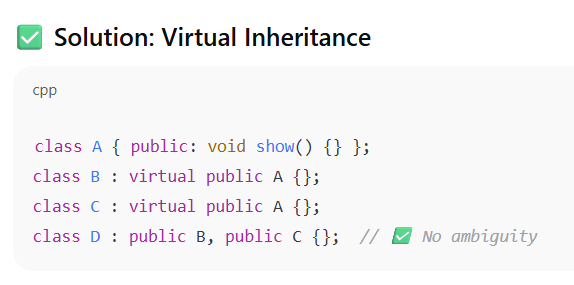 ✅ Solution: Virtual Inheritance
cpp
class A { public: void show() {} };
class B : virtual public A {};
class C : virtual public A {};
class D : public B, public C {};  // ✅ No ambiguity